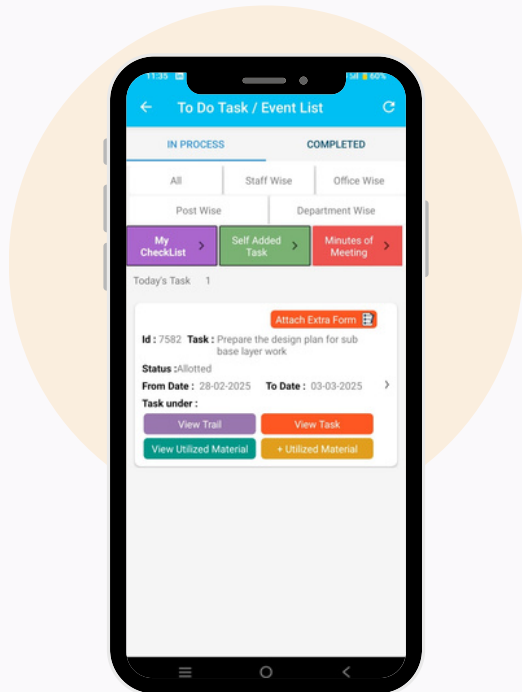 11:35 60%
To Do Task / Event List
IN PROCESS COMPLETED
All Staff Wise Office Wise
Post Wise Department Wise
My CheckList > Self Added Task > Minutes of Meeting >
Today's Task 1
Attach Extra Form
Id : 7582 Task : Prepare the design plan for sub
base layer work
Status :Allotted
From Date : 28-02-2025 To Date : 03-03-2025 >
Task under :
View Trail View Task
View Utilized Material + Utilized Material